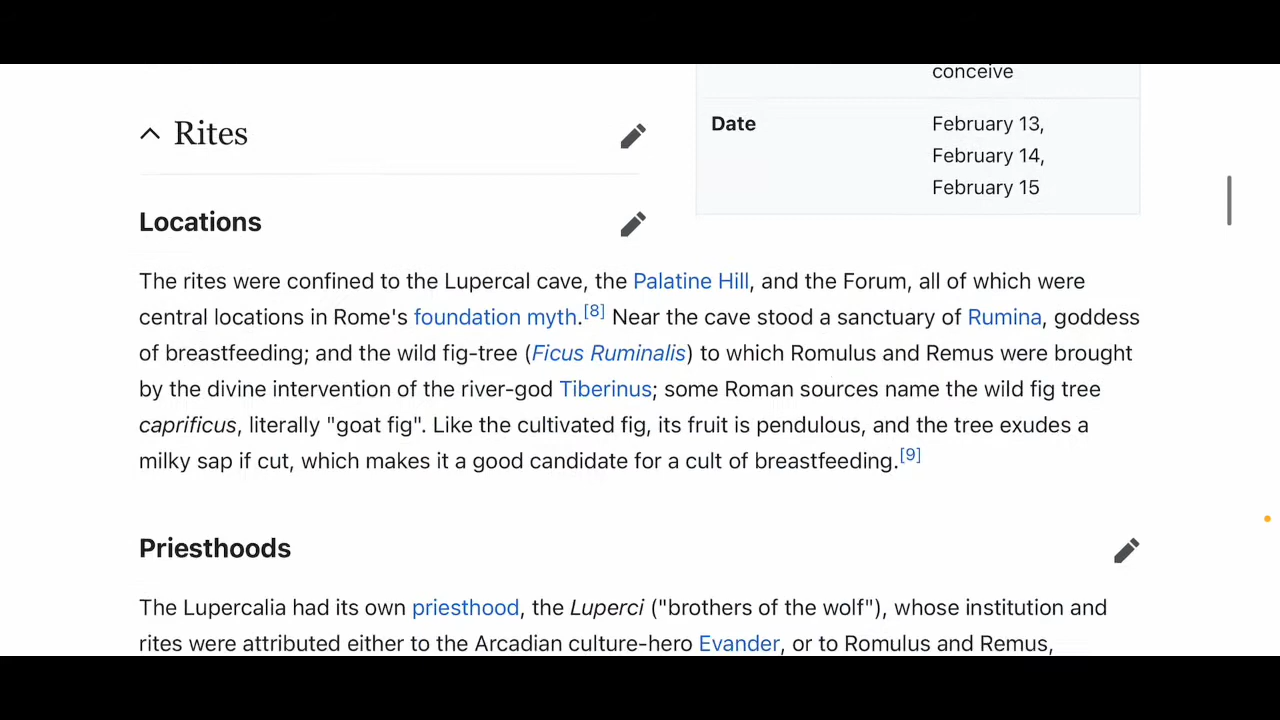 conceive
Rites
Date
February 13,
February 14,
February 15
Locations
The rites were confined to the Lupercal cave, the Palatine Hill, and the Forum, all of which were
central locations in Rome's foundation myth.[8] Near the cave stood a sanctuary of Rumina, goddess
of breastfeeding; and the wild fig-tree (Ficus Ruminalis) to which Romulus and Remus were brought
by the divine intervention of the river-god Tiberinus; some Roman sources name the wild fig tree
caprificus, literally "goat fig". Like the cultivated fig, its fruit is pendulous, and the tree exudes a
milky sap if cut, which makes it a good candidate for a cult of breastfeeding.[9]
Priesthoods
The Lupercalia had its own priesthood, the Luperci ("brothers of the wolf"), whose institution and
rites were attributed either to the Arcadian culture-hero Evander, or to Romulus and Remus,